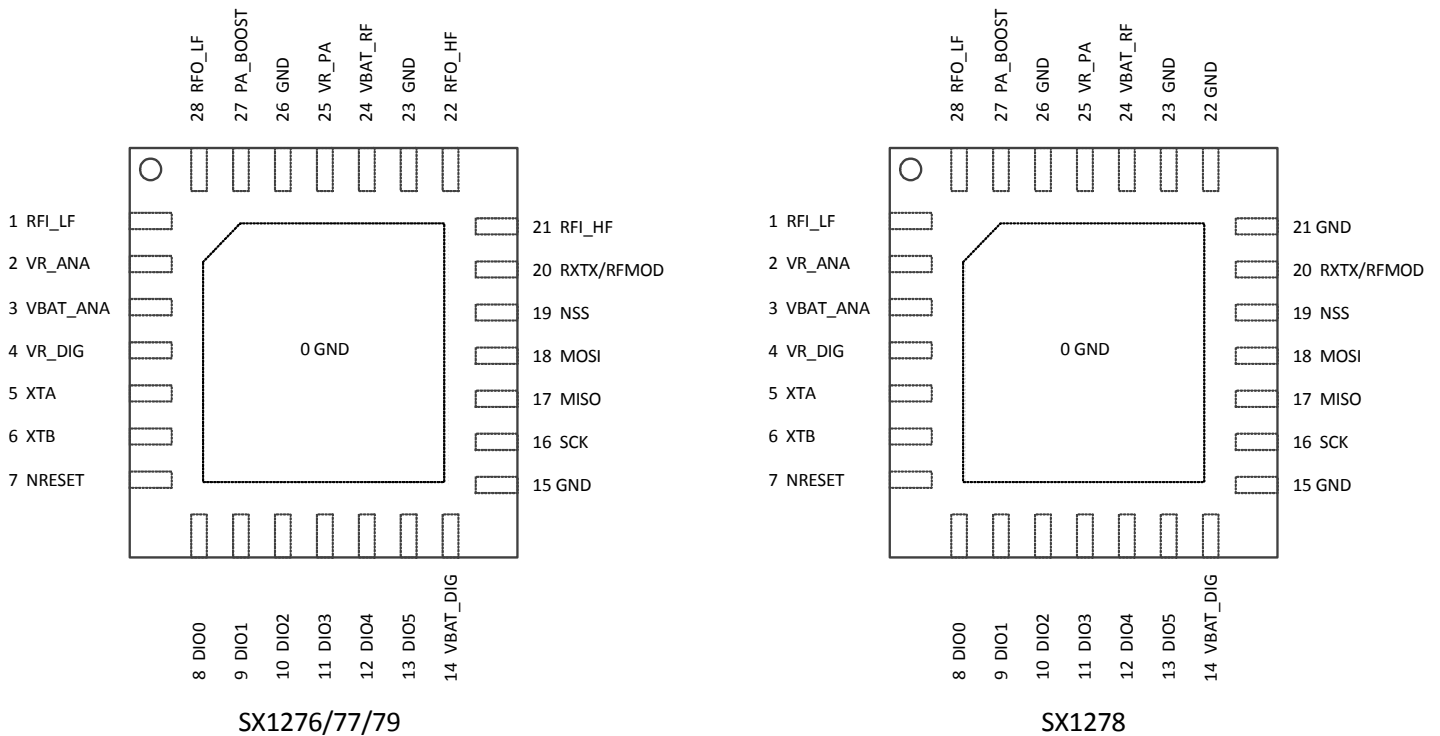 28 RFO_LF
27 PA_BOOST
26 GND
25 VR_PA
24 VBAT_RF
23 GND
22 RFO_HF
1 RFI_LF
2 VR_ANA
3 VBAT_ANA
4 VR_DIG
5 XTA
6 XTB
7 NRESET
0 GND
21 RFI_HF
20 RXTX/RFMOD
19 NSS
18 MOSI
17 MISO
16 SCK
15 GND
8 DIO0
9 DIO1
10 DIO2
11 DIO3
12 DIO4
13 DIO5
14 VBAT_DIG
SX1276/77/79
28 RFO_LF
27 PA_BOOST
26 GND
25 VR_PA
24 VBAT_RF
23 GND
22 GND
1 RFI_LF
2 VR_ANA
3 VBAT_ANA
4 VR_DIG
5 XTA
6 XTB
7 NRESET
0 GND
21 GND
20 RXTX/RFMOD
19 NSS
18 MOSI
17 MISO
16 SCK
15 GND
8 DIO0
9 DIO1
10 DIO2
11 DIO3
12 DIO4
13 DIO5
14 VBAT_DIG
SX1278